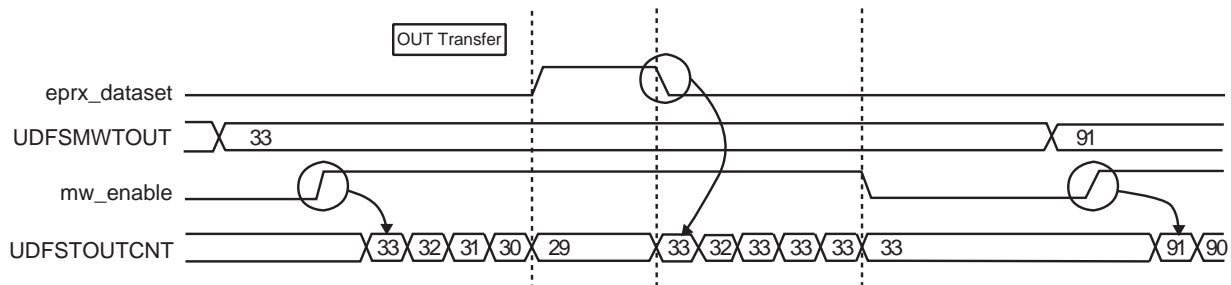 OUT Transfer
eprx_dataset
UDFSMWTOUT 33 91
mw_enable
UDFSTOUTCNT 33 32 31 30 29 33 32 33 33 33 33 91 90